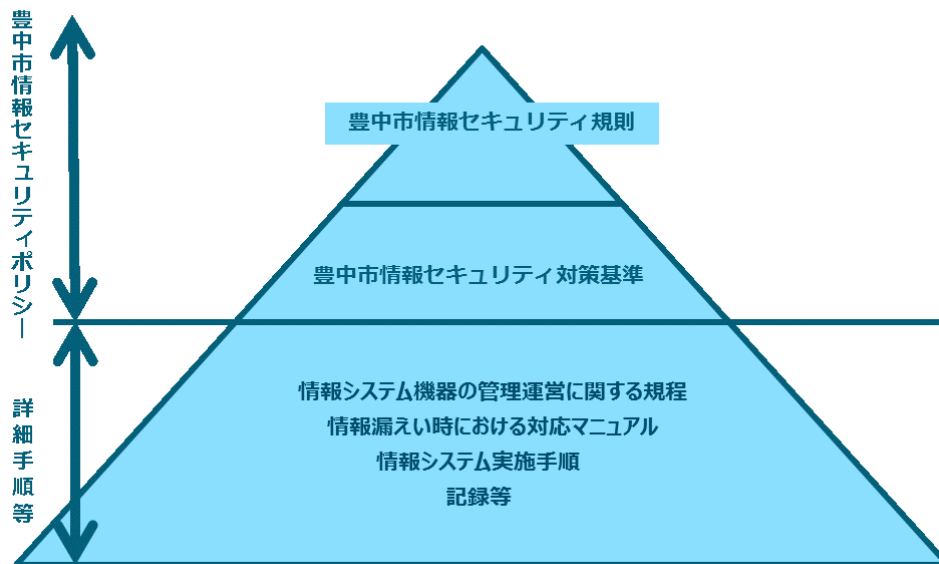 豊中市情報セキュリティポリシー
豊中市情報セキュリティ規則
豊中市情報セキュリティ対策基準
詳細手順等
情報システム機器の管理運営に関する規程
情報漏えい時における対応マニュアル
情報システム実施手順
記録等